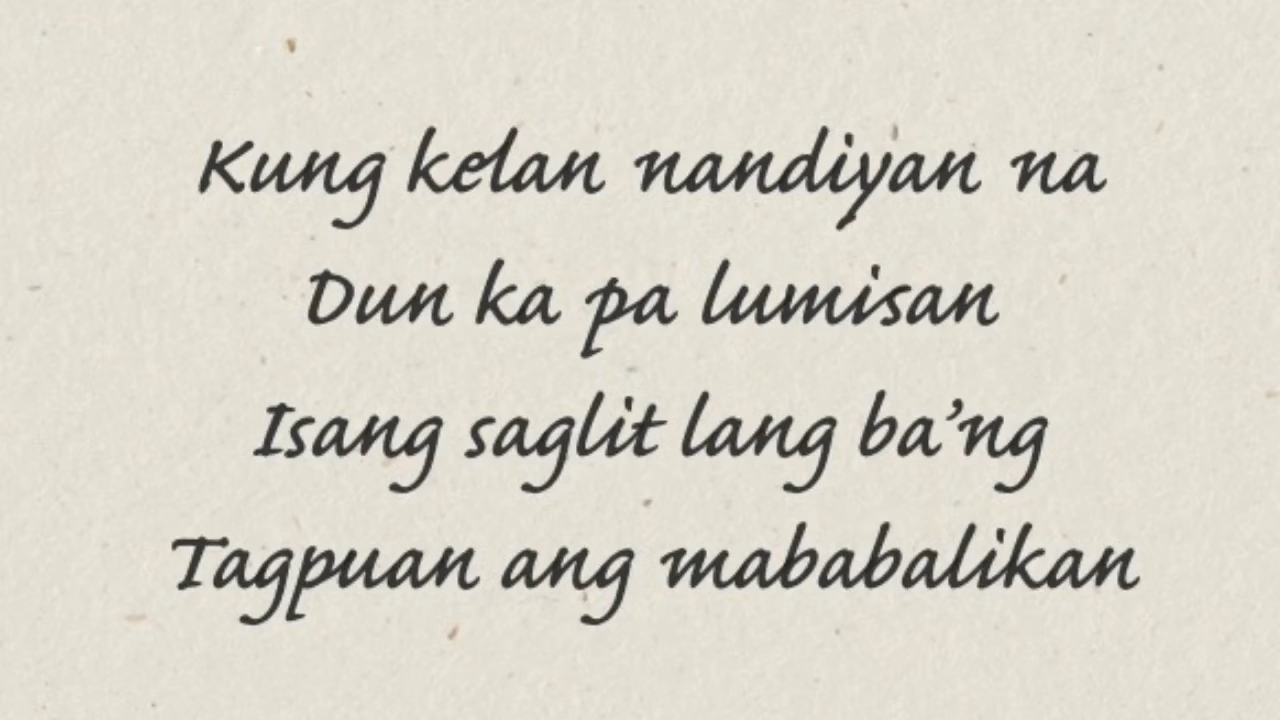 Kung kelan nandiyan na
Dun ka pa lumisan
Isang saglit lang ba’ng
Tagpuan ang mababalikan